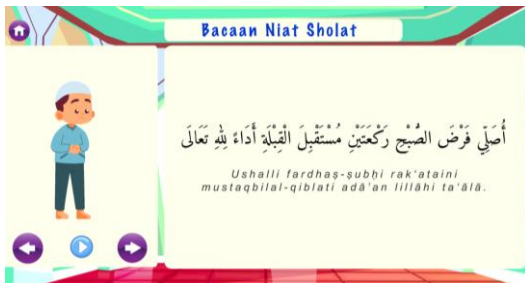 Bacaan Niat Sholat
أُصَلِّي فَرْضَ الصُّبْحِ رَكْعَتَيْنِ مُسْتَقْبِلَ الْقِبْلَةِ أَدَاءً لِلّٰهِ تَعَالَى
Ushalli fardhaṣ-ṣubḥi rak‘ataini
mustaqbilal-qiblati adā’an lillāhi ta‘ālā.